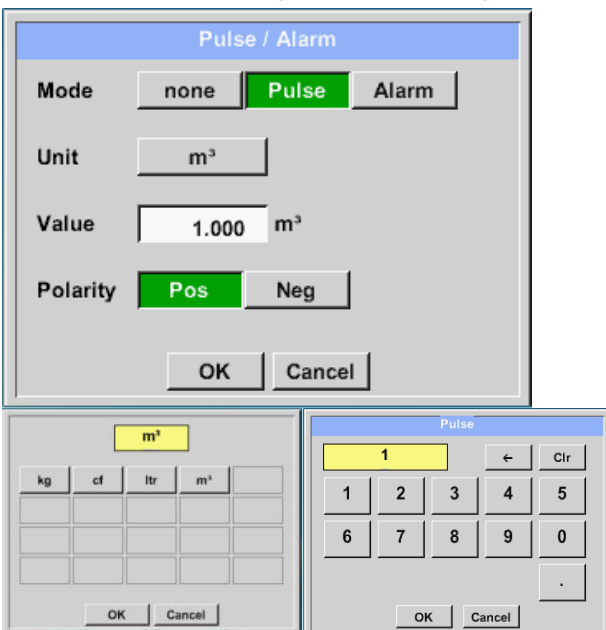 Pulse / Alarm
Mode none Pulse Alarm
Unit m³
Value 1.000 m³
Polarity Pos Neg
OK Cancel
m³
kg cf ltr m³
OK Cancel
Pulse
1 ← Clr
1 2 3 4 5
6 7 8 9 0
.
OK Cancel